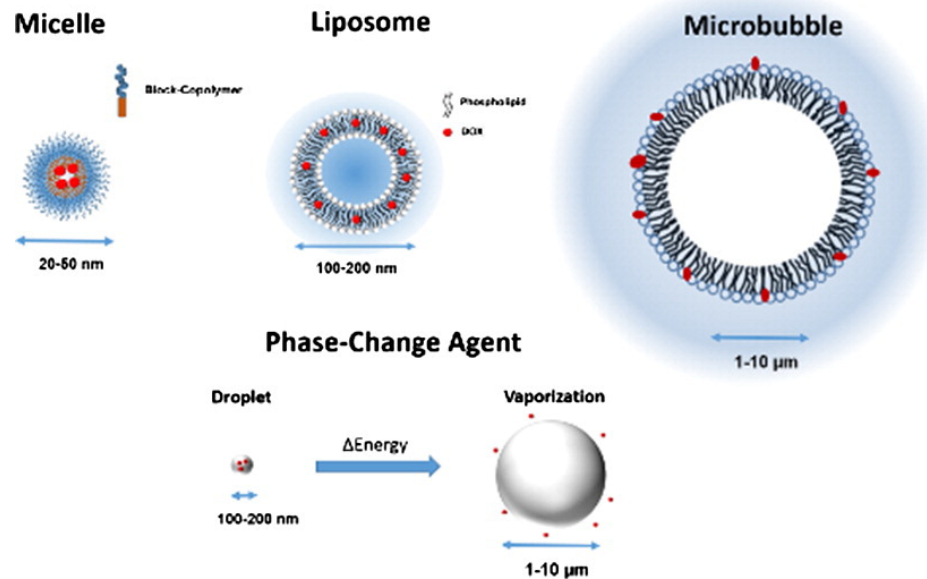 Micelle
Liposome
Microbubble
Block-Copolymer
Phospholipid
DOX
20-50 nm
100-200 nm
1-10 μm
Phase-Change Agent
Droplet
Vaporization
ΔEnergy
100-200 nm
1-10 μm